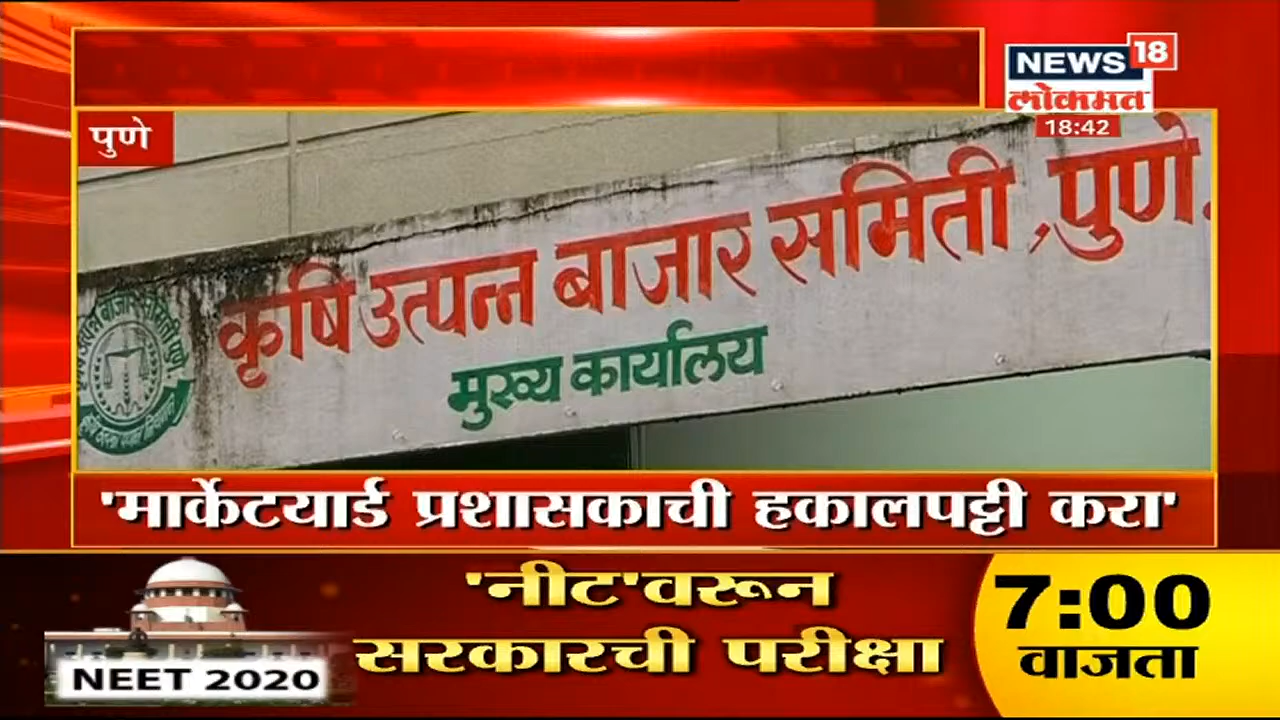 NEWS 18
लोकमत
18:42
पुणे
कृषि उत्पन्न बाजार समिती, पुणे.
मुख्य कार्यालय
'मार्केटयार्ड प्रशासकाची हकालपट्टी करा'
'नीट'वरून
सरकारची परीक्षा
7:00
वाजता
NEET 2020